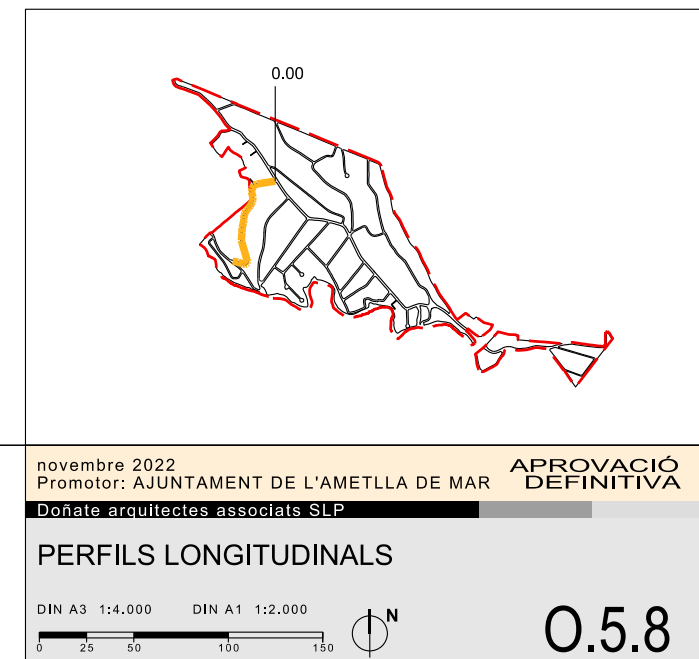 0.00
novembre 2022
Promotor: AJUNTAMENT DE L'AMETLLA DE MAR
APROVACIÓ
DEFINITIVA
Doñate arquitectes associats SLP
PERFILS LONGITUDINALS
DIN A3 1:4.000 DIN A1 1:2.000
0 25 50 100 150
N
O.5.8